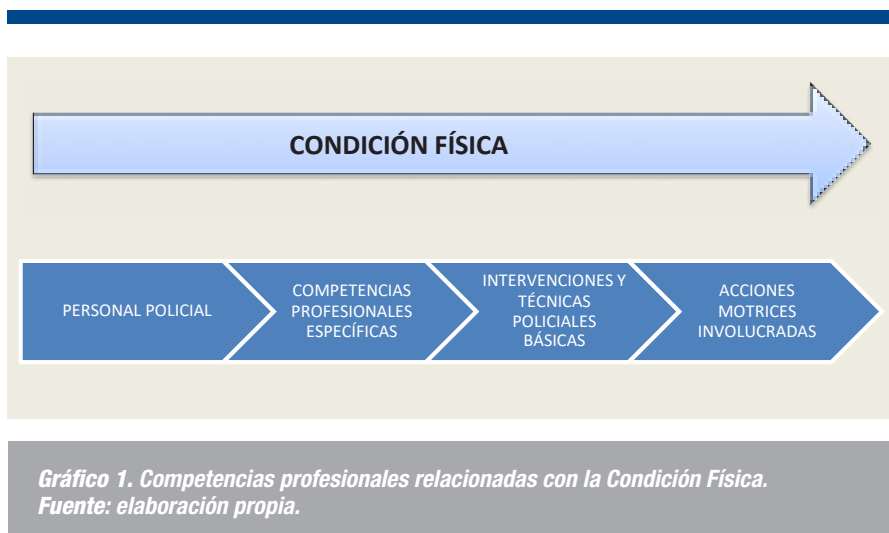 CONDICIÓN FÍSICA
PERSONAL POLICIAL
COMPETENCIAS
PROFESIONALES
ESPECÍFICAS
INTERVENCIONES Y
TÉCNICAS
POLICIALES
BÁSICAS
ACCIONES
MOTRICES
INVOLUCRADAS
Gráfico 1. Competencias profesionales relacionadas con la Condición Física.
Fuente: elaboración propia.